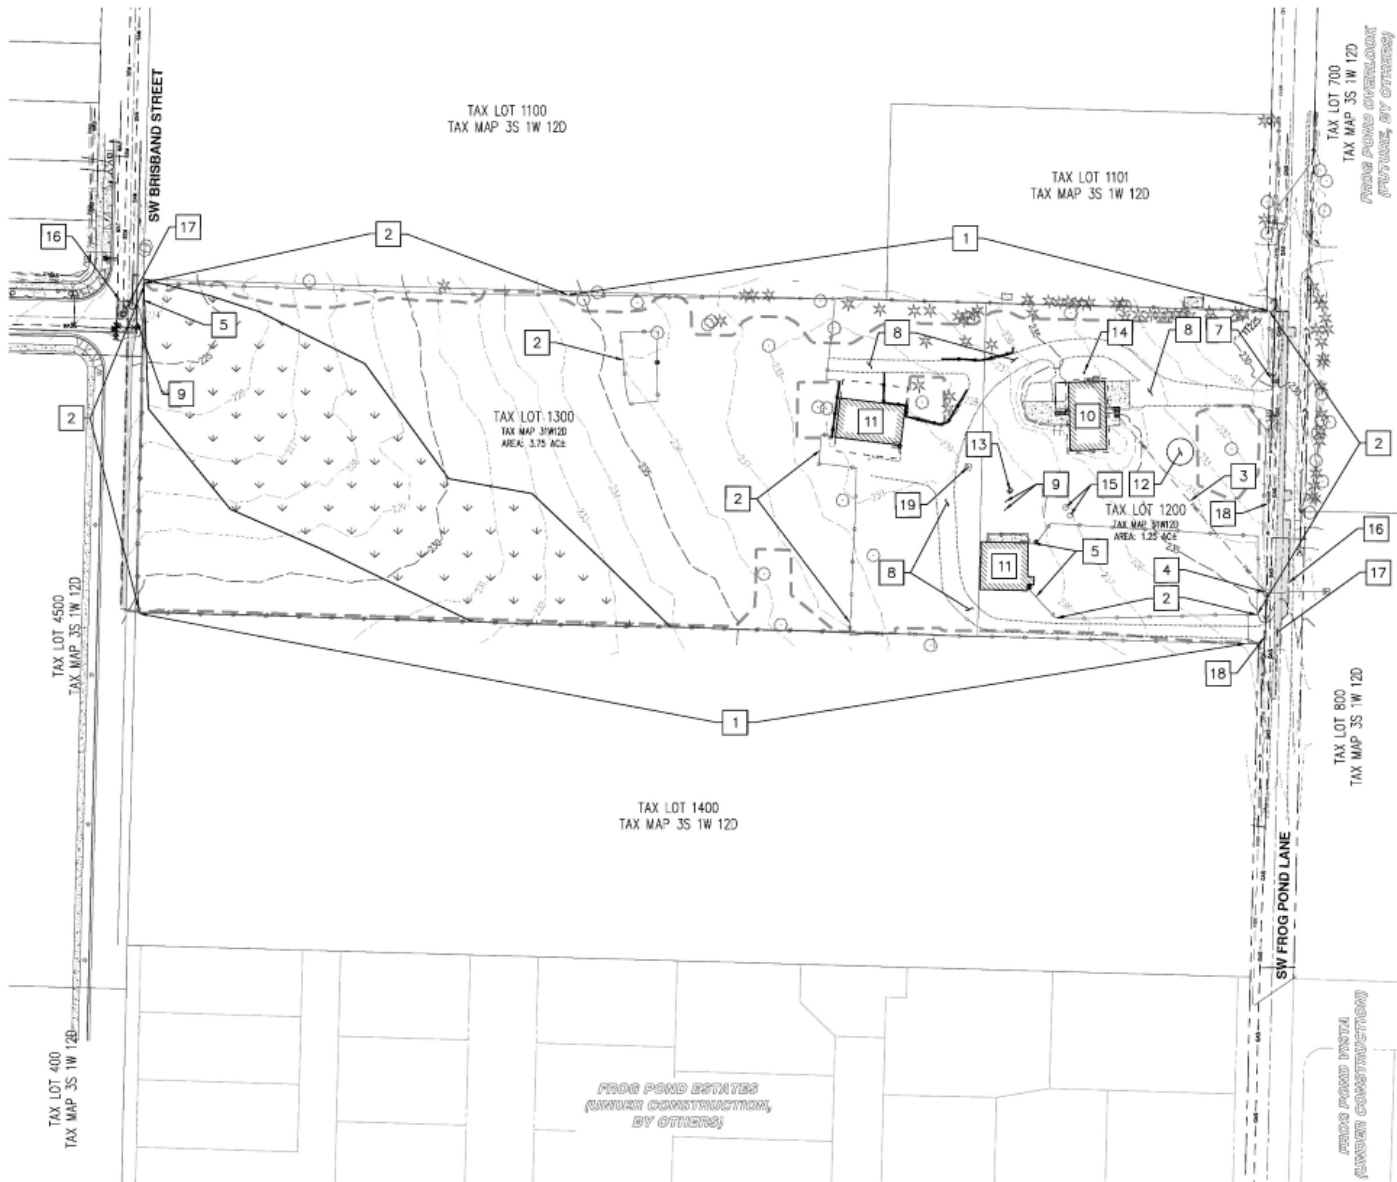 SW BRISBAND STREET
TAX LOT 1100
TAX MAP 3S 1W 12D
TAX LOT 1101
TAX MAP 3S 1W 12D
TAX LOT 700
TAX MAP 3S 1W 12D
FROG POND OVERLOOK
(FUTURE, BY OTHERS)
16
17
2
1
5
9
2
2
8
14
8
7
TAX LOT 1300
TAX MAP 31W12D
AREA: 3.75 AC±
11
10
13
2
19
9
15
12
3
2
18
TAX LOT 1200
TAX MAP 31W12D
AREA: 1.25 AC±
16
8
11
5
4
2
17
18
TAX LOT 4500
TAX MAP 3S 1W 12D
1
TAX LOT 800
TAX MAP 3S 1W 12D
TAX LOT 1400
TAX MAP 3S 1W 12D
SW FROG POND LANE
TAX LOT 400
TAX MAP 3S 1W 12D
FROG POND ESTATES
(UNDER CONSTRUCTION,
BY OTHERS)
FROG POND VISTA
(UNDER CONSTRUCTION)